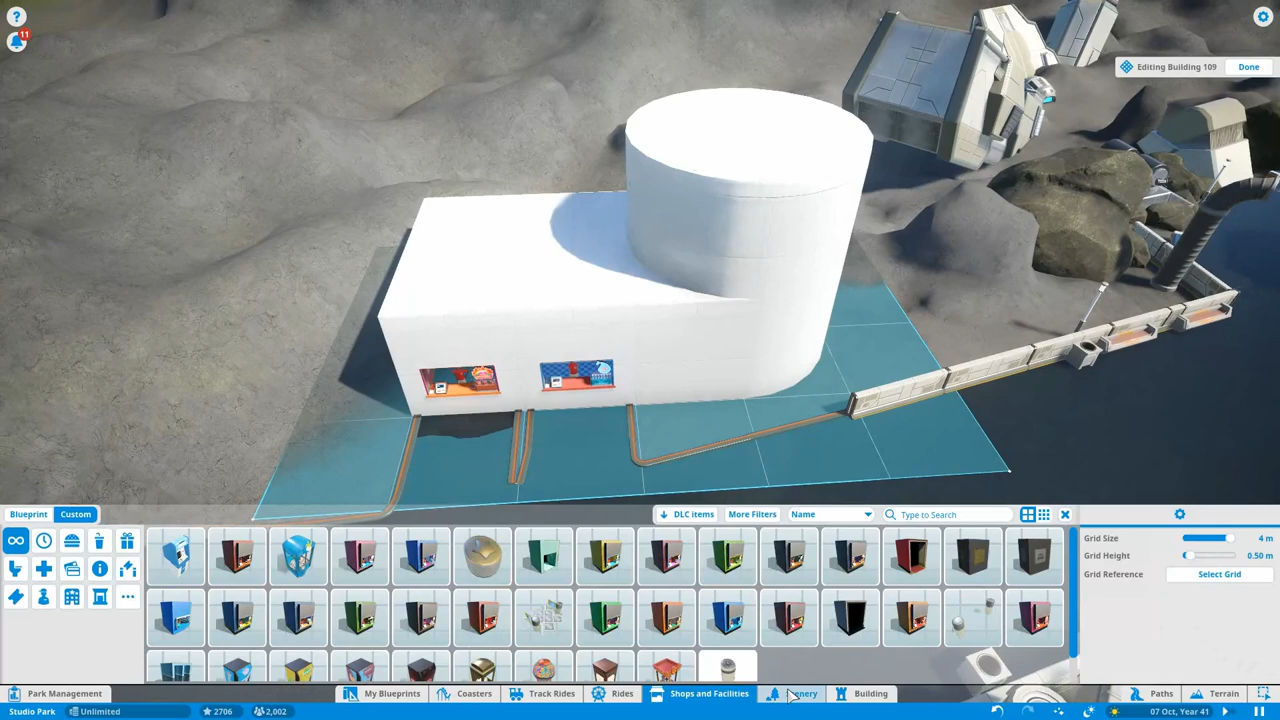 ?
11
Editing Building 109
Done
Blueprint
Custom
DLC items
More Filters
Name
Type to Search
Grid Size
4 m
Grid Height
0.50 m
Grid Reference
Select Grid
Park Management
My Blueprints
Coasters
Track Rides
Rides
Shops and Facilities
Scenery
Building
Paths
Terrain
Studio Park
Unlimited
2706
2,002
07 Oct, Year 41